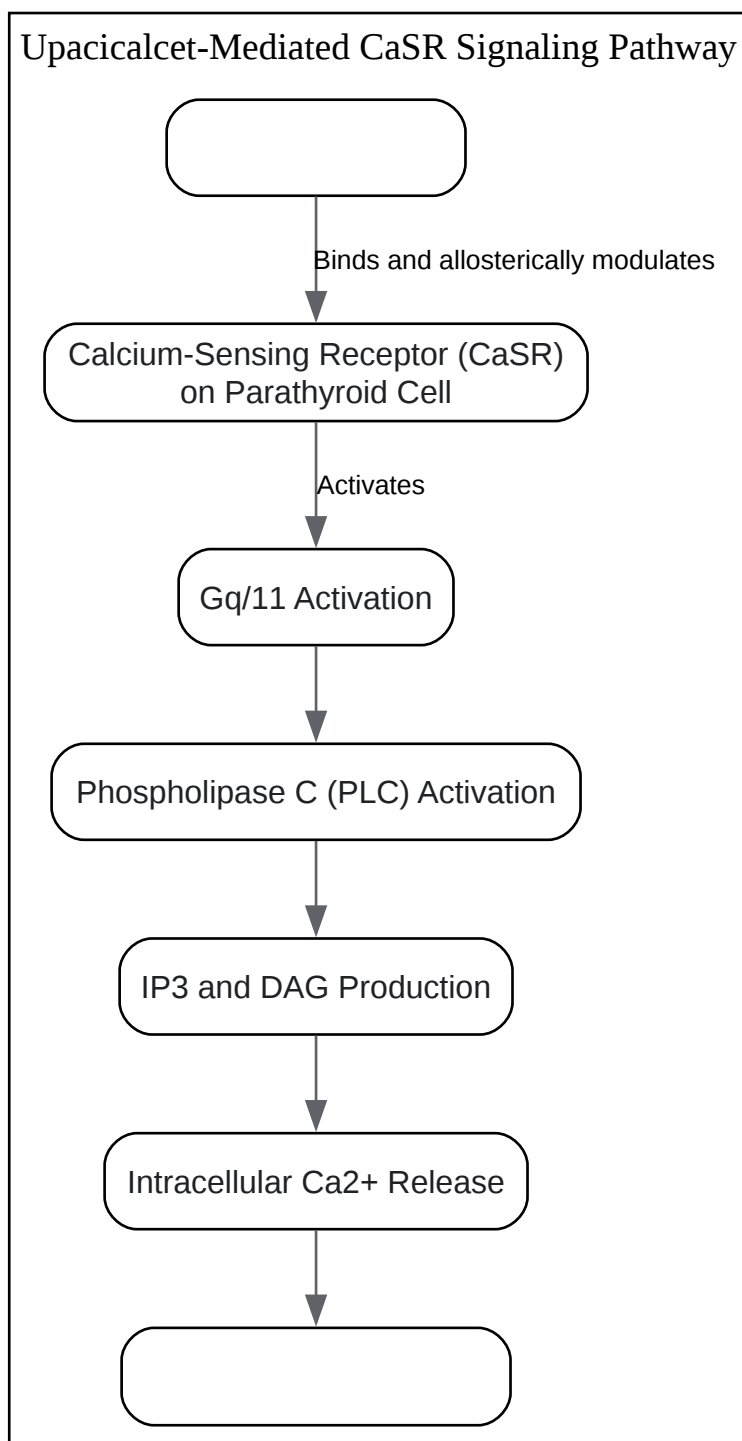 Upacicalcet-Mediated CaSR Signaling Pathway
Binds and allosterically modulates
Calcium-Sensing Receptor (CaSR)
on Parathyroid Cell
Activates
Gq/11 Activation
Phospholipase C (PLC) Activation
IP3 and DAG Production
Intracellular Ca2+ Release